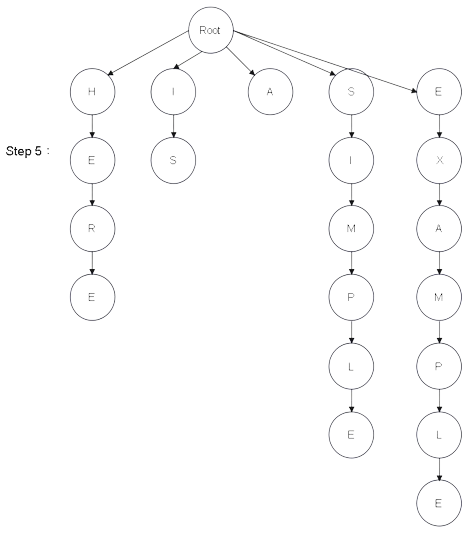 Root
H I A S E
Step 5 :
E S I X
R M A
E P M
L P
E L
E